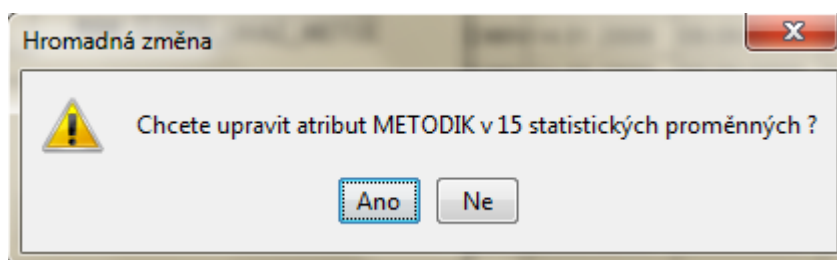 Hromadná změna
Chcete upravit atribut METODIK v 15 statistických proměnných ?
Ano
Ne